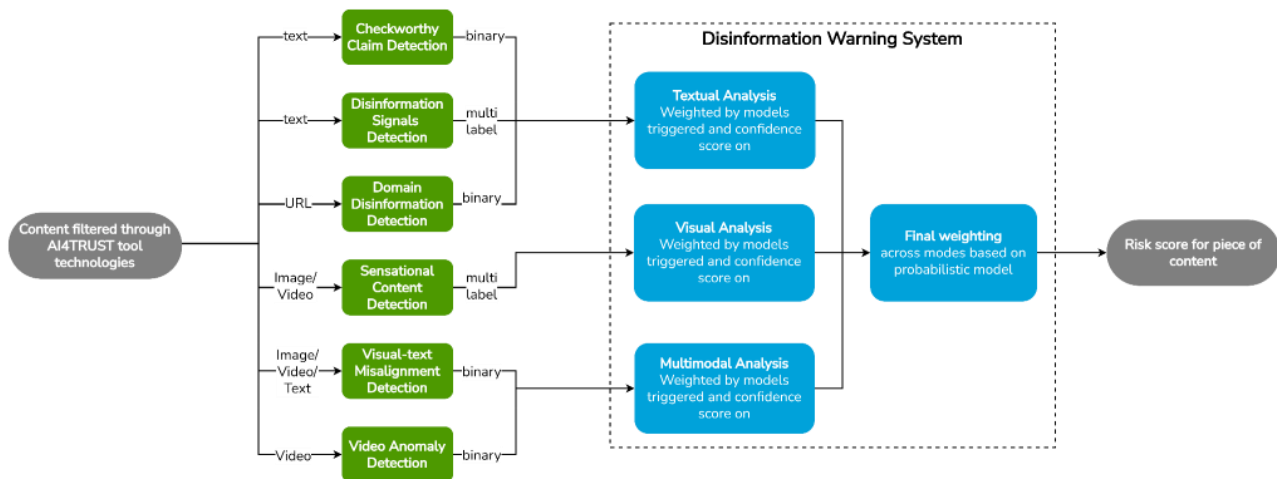 Disinformation Warning System
Content filtered through
AI4TRUST tool
technologies
text
Checkworthy
Claim Detection
binary
text
Disinformation
Signals
Detection
multi
label
URL
Domain
Disinformation
Detection
binary
Image/
Video
Sensational
Content
Detection
multi
label
Image/
Video/
Text
Visual-text
Misalignment
Detection
binary
Video
Video Anomaly
Detection
binary
Textual Analysis
Weighted by models
triggered and confidence
score on
Visual Analysis
Weighted by models
triggered and confidence
score on
Multimodal Analysis
Weighted by models
triggered and confidence
score on
Final weighting
across modes based on
probabilistic model
Risk score for piece of
content